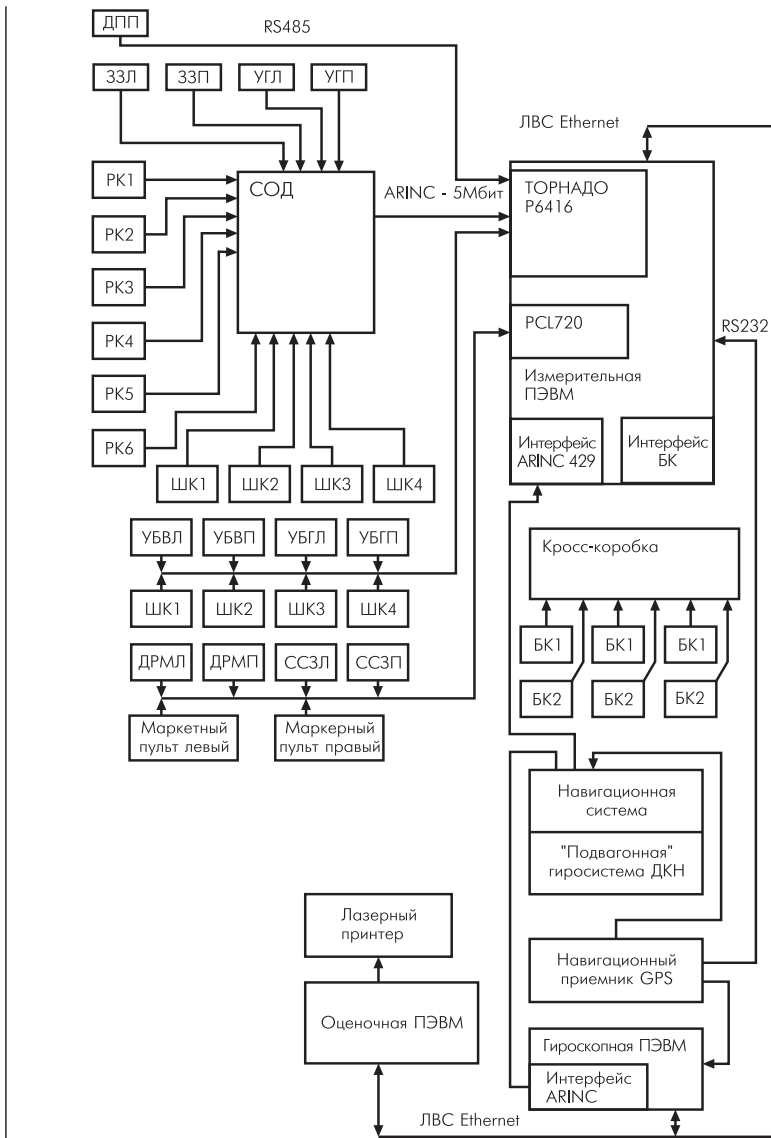 ДПП
RS485
ЗЗЛ
ЗЗП
УГЛ
УГП
ЛВС Ethernet
РК1
РК2
РК3
РК4
РК5
РК6
СОД
ARINC - 5Мбит
ТОРНАДО
P6416
PCL720
RS232
Измерительная
ПЭВМ
Интерфейс
ARINC 429
Интерфейс
БК
ШК1
ШК2
ШК3
ШК4
УБВЛ
УБВП
УБГЛ
УБГП
ШК1
ШК2
ШК3
ШК4
Кросс-коробка
БК1
БК1
БК1
БК2
БК2
БК2
ДРМЛ
ДРМП
ССЗЛ
ССЗП
Маркетный
пульт левый
Маркерный
пульт правый
Навигационная
система
"Подвагонная"
гиросистема ДКН
Лазерный
принтер
Навигационный
приемник GPS
Оценочная ПЭВМ
Гироскопная ПЭВМ
Интерфейс
ARINC
ЛВС Ethernet